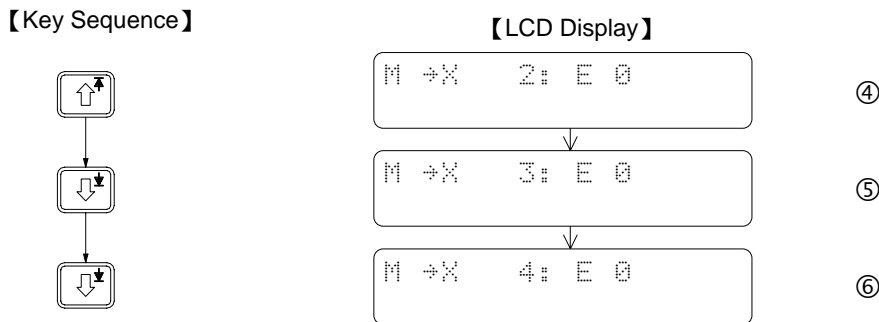 【Key Sequence】
【LCD Display】
M →X 2: E 0
④
M →X 3: E 0
⑤
M →X 4: E 0
⑥